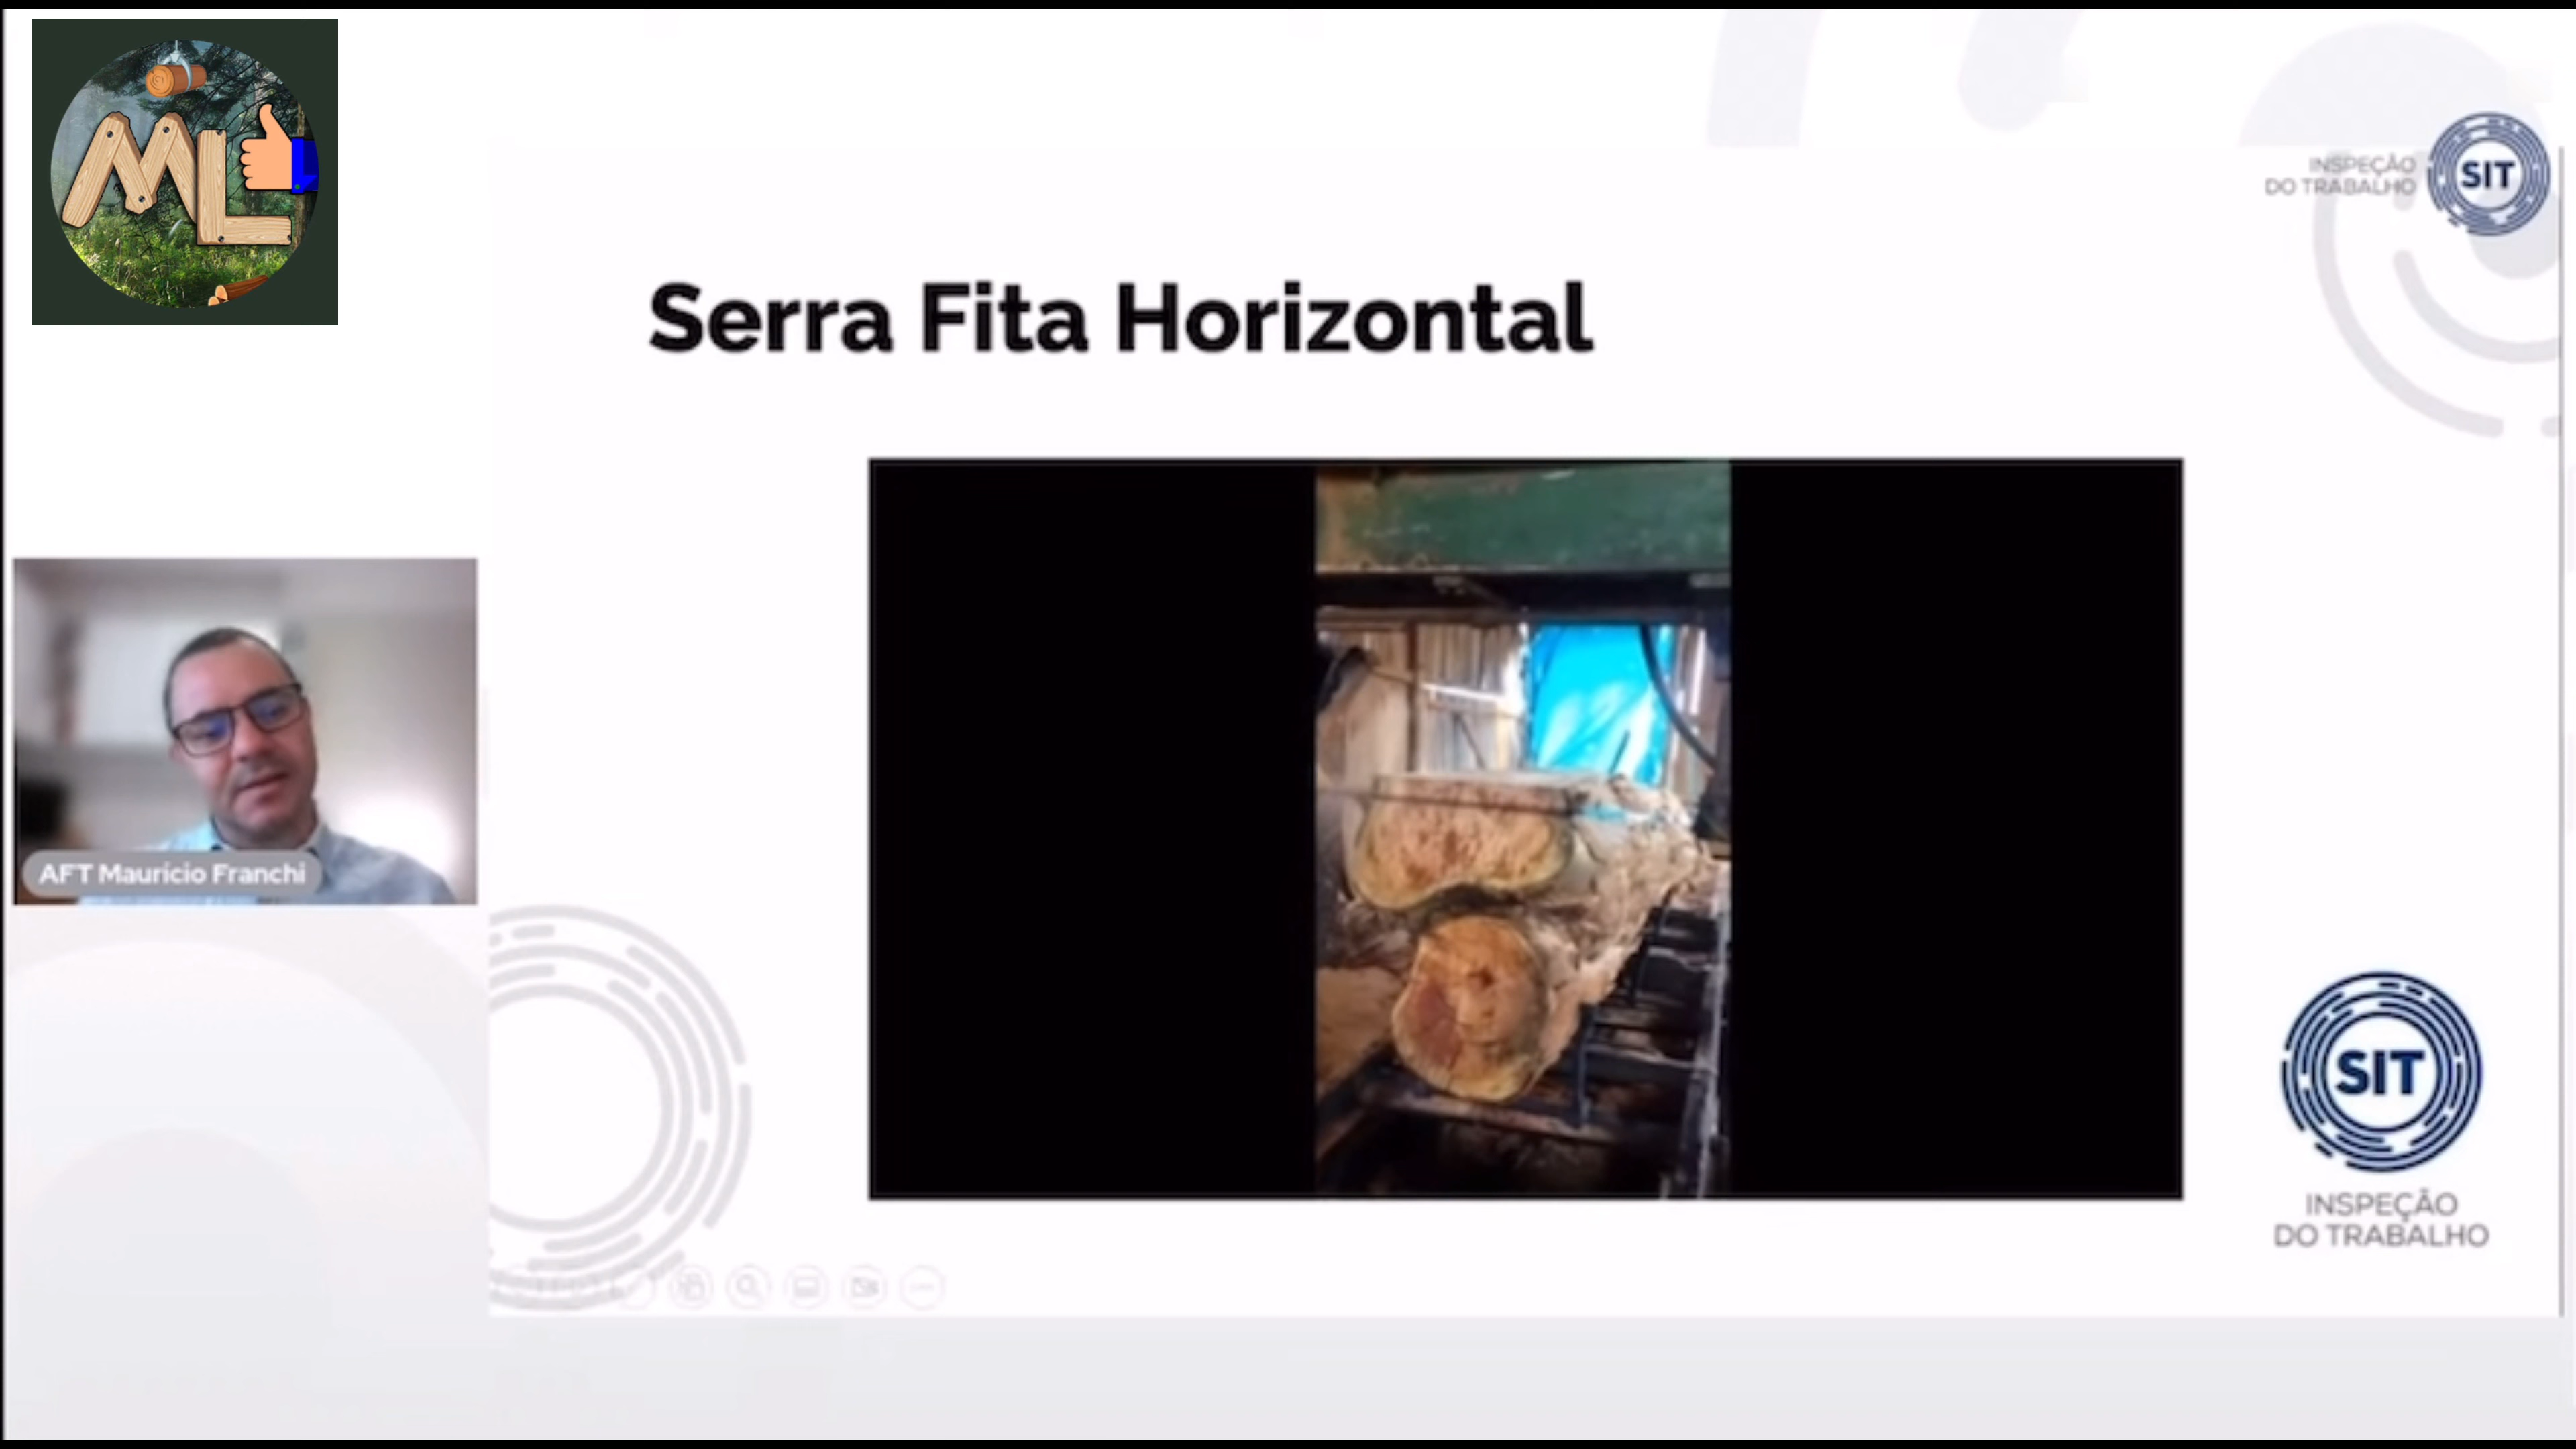 ML
INSPEÇÃO
DO TRABALHO
SIT
Serra Fita Horizontal
AFT Maurício Franchi
SIT
INSPEÇÃO
DO TRABALHO